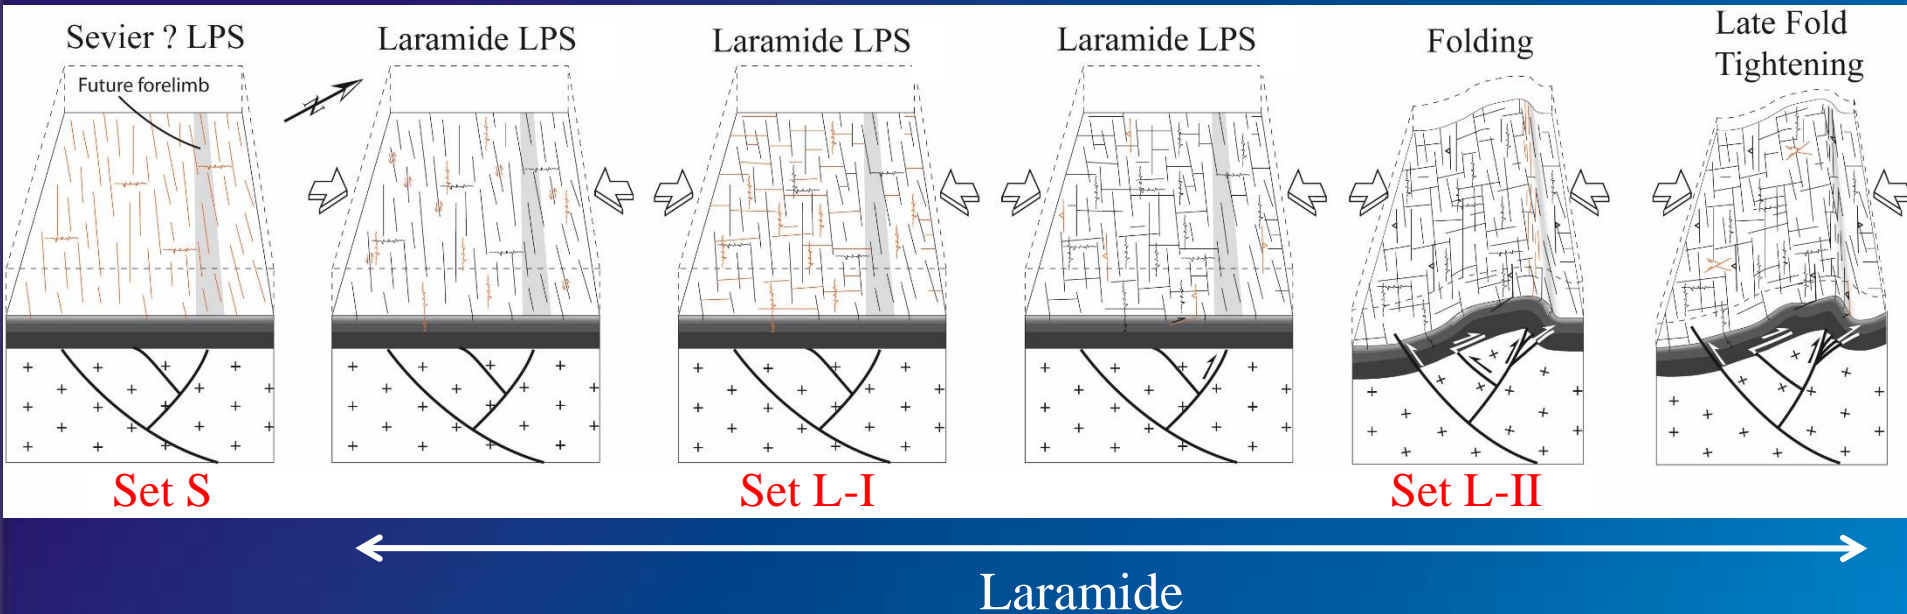 Sevier ? LPS
Future forelimb
N
Laramide LPS
Laramide LPS
Laramide LPS
Folding
Late Fold
Tightening
Set S
Set L-I
Set L-II
Laramide